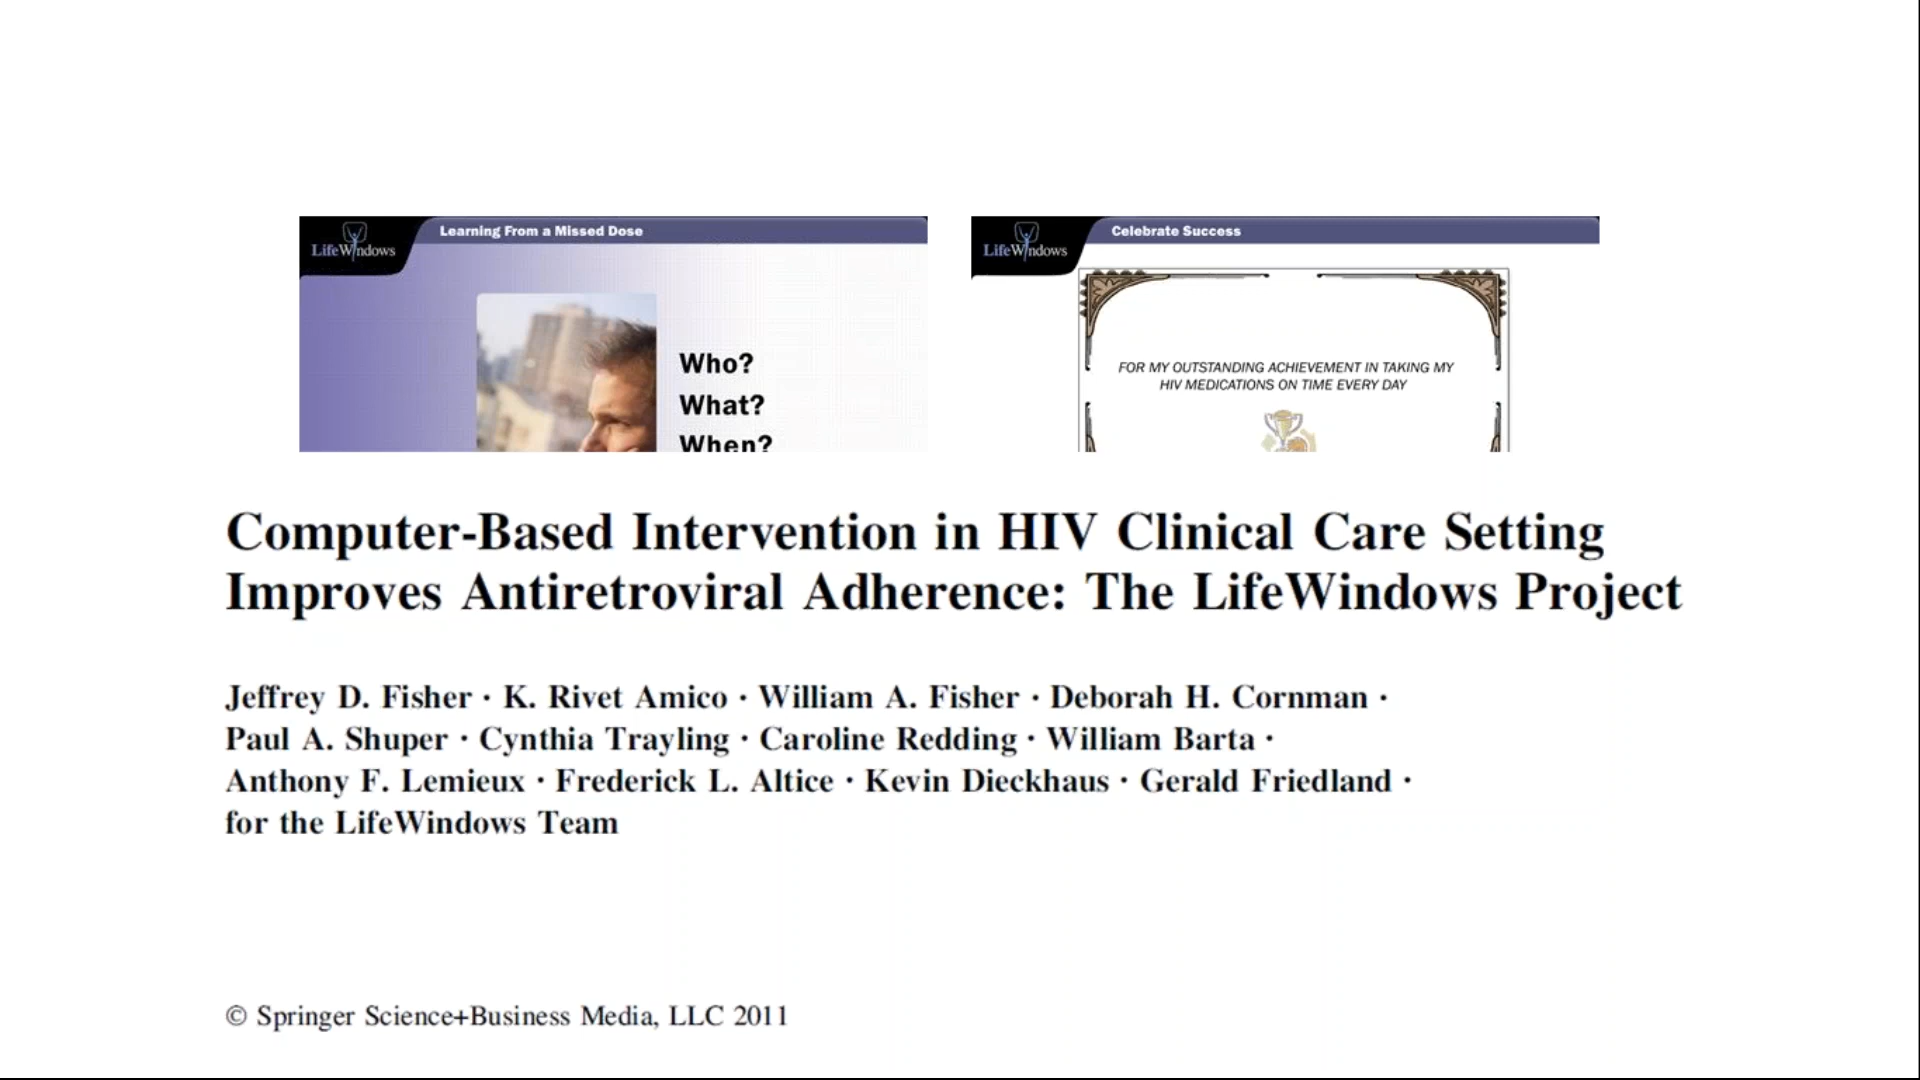 LifeWindows
Learning From a Missed Dose
Who?
What?
When?
LifeWindows
Celebrate Success
FOR MY OUTSTANDING ACHIEVEMENT IN TAKING MY
HIV MEDICATIONS ON TIME EVERY DAY
Computer-Based Intervention in HIV Clinical Care Setting
Improves Antiretroviral Adherence: The LifeWindows Project
Jeffrey D. Fisher · K. Rivet Amico · William A. Fisher · Deborah H. Cornman ·
Paul A. Shuper · Cynthia Trayling · Caroline Redding · William Barta ·
Anthony F. Lemieux · Frederick L. Altice · Kevin Dieckhaus · Gerald Friedland ·
for the LifeWindows Team
© Springer Science+Business Media, LLC 2011